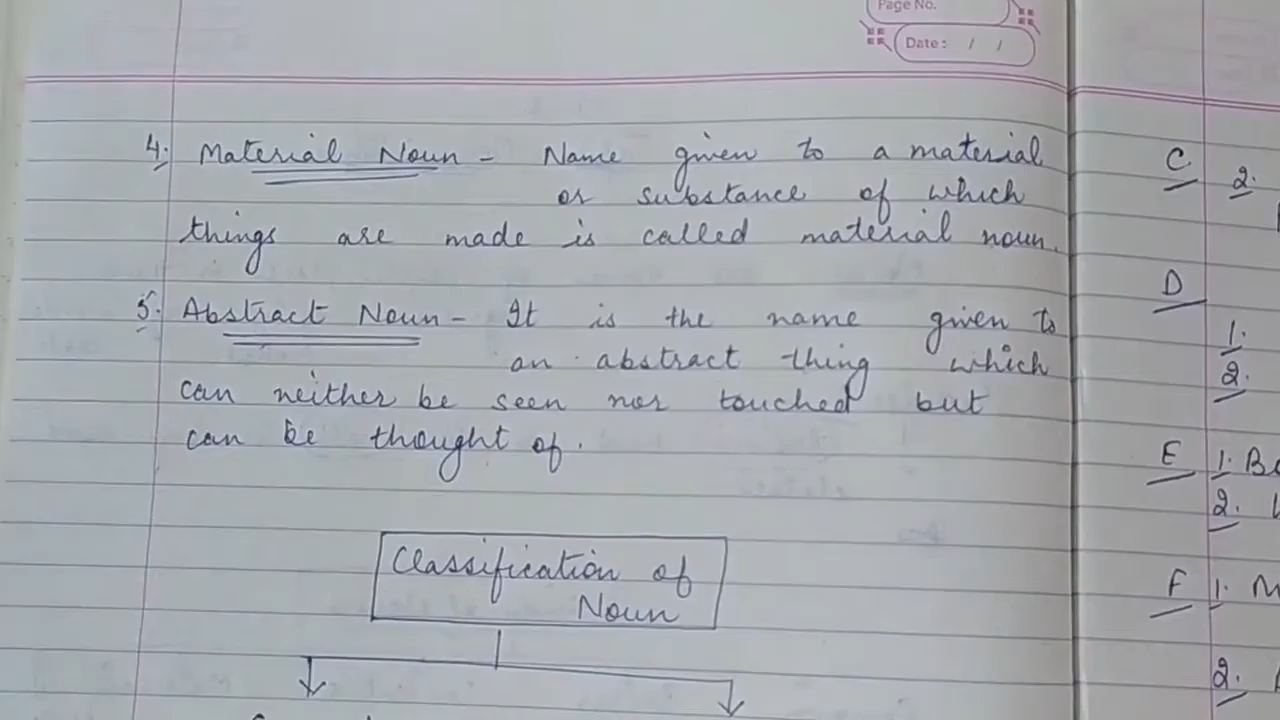 Page No.
Date: / /
4. Material Noun - Name given to a material
or substance of which
things are made is called material noun.
5. Abstract Noun - It is the name given to
an abstract thing which
can neither be seen nor touched but
can be thought of.
Classification of
Noun
C 2.
D
1.
2.
E 1.
2.
F 1.
2.